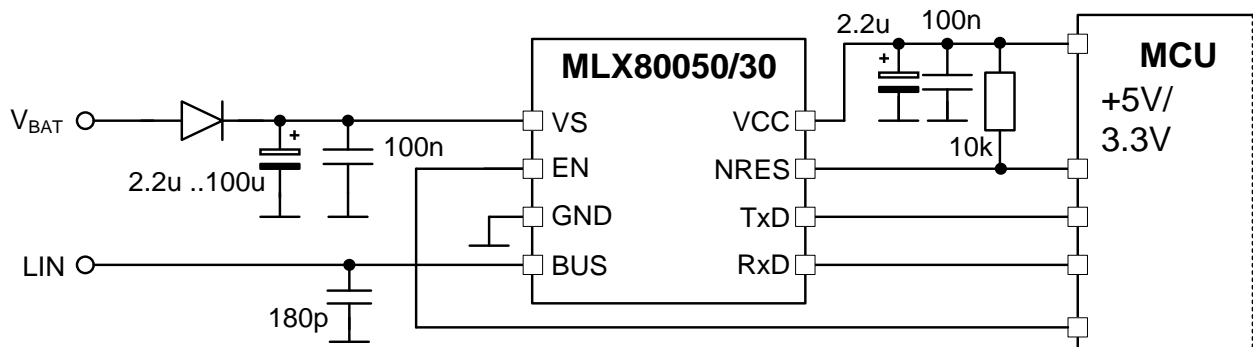 2.2u 100n
MLX80050/30
MCU
+5V/
3.3V
+
VBAT
+
VS
VCC
100n
10k
2.2u ..100u
EN
NRES
GND
TxD
LIN
BUS
RxD
180p